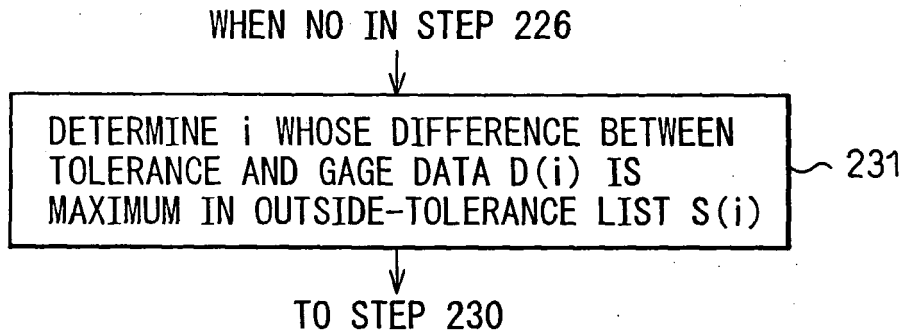 WHEN NO IN STEP 226
DETERMINE i WHOSE DIFFERENCE BETWEEN
TOLERANCE AND GAGE DATA D(i) IS
MAXIMUM IN OUTSIDE-TOLERANCE LIST S(i)
231
TO STEP 230